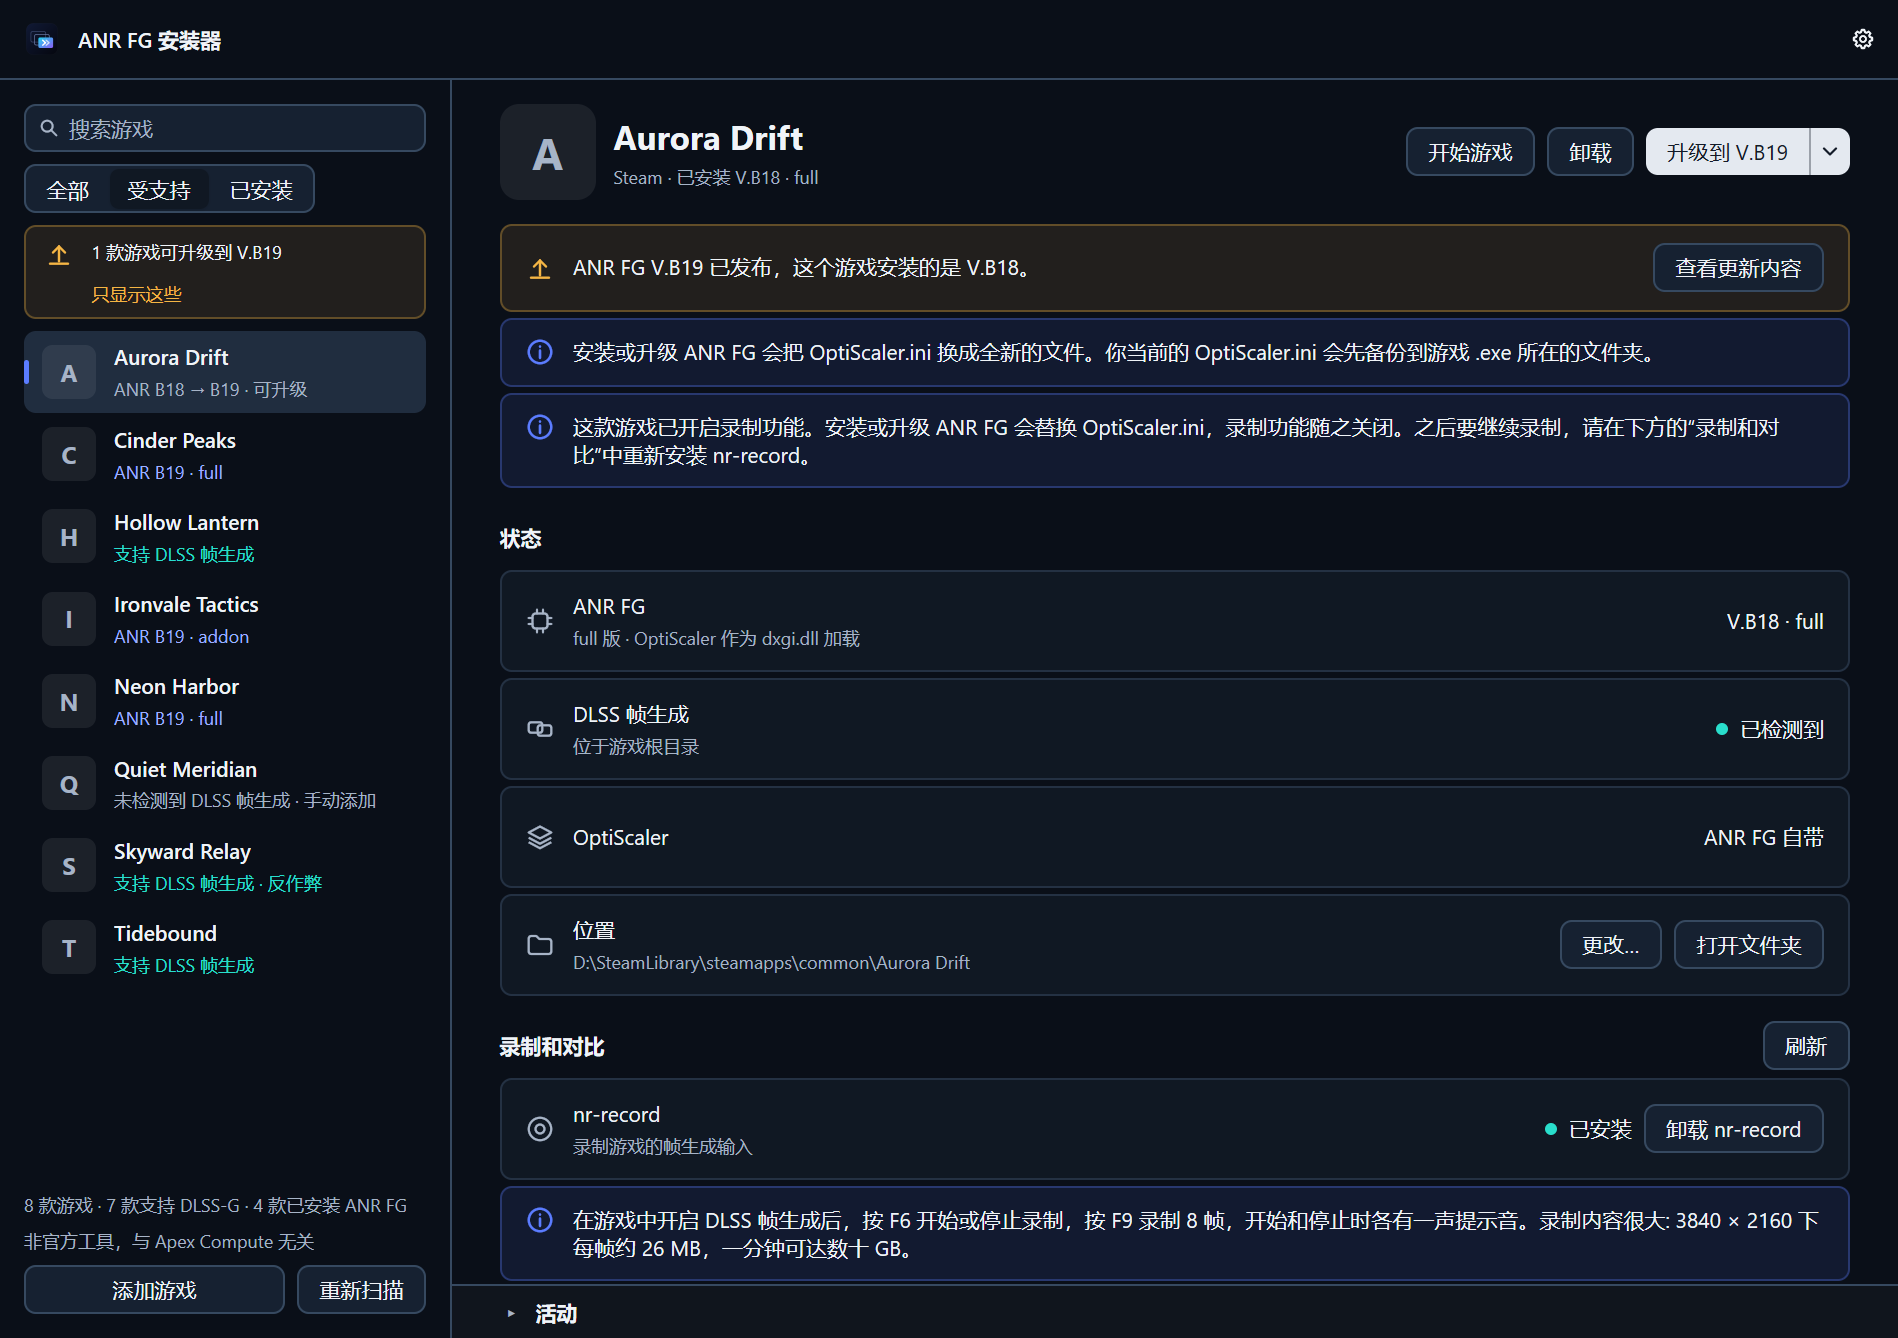 ANR FG 安装器
搜索游戏
全部
受支持
已安装
1 款游戏可升级到 V.B19
只显示这些
A
Aurora Drift
ANR B18 → B19 · 可升级
C
Cinder Peaks
ANR B19 · full
H
Hollow Lantern
支持 DLSS 帧生成
I
Ironvale Tactics
ANR B19 · addon
N
Neon Harbor
ANR B19 · full
Q
Quiet Meridian
未检测到 DLSS 帧生成 · 手动添加
S
Skyward Relay
支持 DLSS 帧生成 · 反作弊
T
Tidebound
支持 DLSS 帧生成
8 款游戏 · 7 款支持 DLSS-G · 4 款已安装 ANR FG
非官方工具，与 Apex Compute 无关
添加游戏
重新扫描
A
Aurora Drift
Steam · 已安装 V.B18 · full
开始游戏
卸载
升级到 V.B19
ANR FG V.B19 已发布，这个游戏安装的是 V.B18。
查看更新内容
安装或升级 ANR FG 会把 OptiScaler.ini 换成全新的文件。你当前的 OptiScaler.ini 会先备份到游戏 .exe 所在的文件夹。
这款游戏已开启录制功能。安装或升级 ANR FG 会替换 OptiScaler.ini，录制功能随之关闭。之后要继续录制，请在下方的“录制和对
比”中重新安装 nr-record。
状态
ANR FG
full 版 · OptiScaler 作为 dxgi.dll 加载
V.B18 · full
DLSS 帧生成
位于游戏根目录
已检测到
OptiScaler
ANR FG 自带
位置
D:\SteamLibrary\steamapps\common\Aurora Drift
更改...
打开文件夹
录制和对比
刷新
nr-record
录制游戏的帧生成输入
已安装
卸载 nr-record
在游戏中开启 DLSS 帧生成后，按 F6 开始或停止录制，按 F9 录制 8 帧，开始和停止时各有一声提示音。录制内容很大: 3840 × 2160 下
每帧约 26 MB，一分钟可达数十 GB。
活动